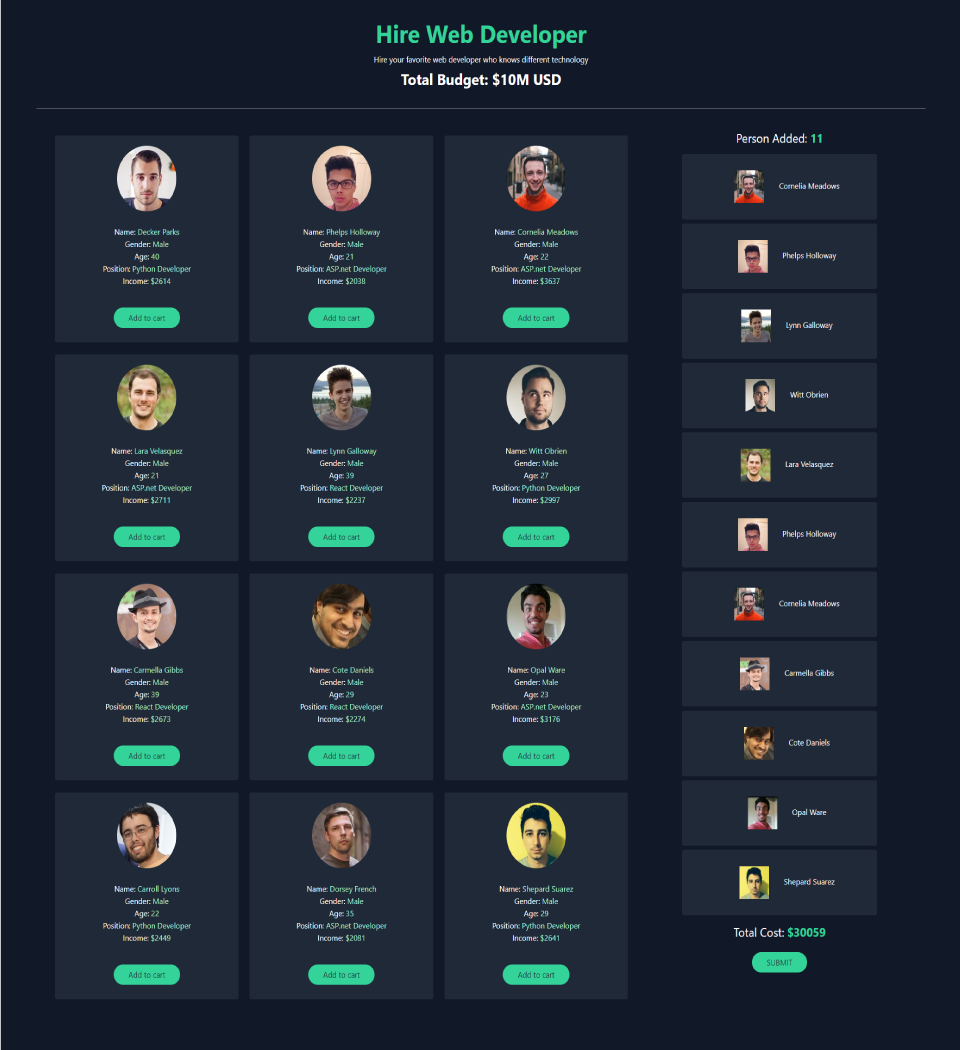 Hire Web Developer
Hire your favorite web developer who knows different technology
Total Budget: $10M USD
Name: Decker Parks
Gender: Male
Age: 40
Position: Python Developer
Income: $2614
Add to cart
Name: Phelps Holloway
Gender: Male
Age: 21
Position: ASP.net Developer
Income: $2038
Add to cart
Name: Cornelia Meadows
Gender: Male
Age: 22
Position: ASP.net Developer
Income: $3637
Add to cart
Name: Lara Velasquez
Gender: Male
Age: 21
Position: ASP.net Developer
Income: $2711
Add to cart
Name: Lynn Galloway
Gender: Male
Age: 39
Position: React Developer
Income: $2237
Add to cart
Name: Witt Obrien
Gender: Male
Age: 27
Position: Python Developer
Income: $2997
Add to cart
Name: Carmella Gibbs
Gender: Male
Age: 39
Position: React Developer
Income: $2673
Add to cart
Name: Cote Daniels
Gender: Male
Age: 29
Position: React Developer
Income: $2274
Add to cart
Name: Opal Ware
Gender: Male
Age: 23
Position: ASP.net Developer
Income: $3176
Add to cart
Name: Carroll Lyons
Gender: Male
Age: 22
Position: Python Developer
Income: $2449
Add to cart
Name: Dorsey French
Gender: Male
Age: 35
Position: ASP.net Developer
Income: $2081
Add to cart
Name: Shepard Suarez
Gender: Male
Age: 29
Position: Python Developer
Income: $2641
Add to cart
Person Added: 11
Cornelia Meadows
Phelps Holloway
Lynn Galloway
Witt Obrien
Lara Velasquez
Phelps Holloway
Cornelia Meadows
Carmella Gibbs
Cote Daniels
Opal Ware
Shepard Suarez
Total Cost: $30059
SUBMIT